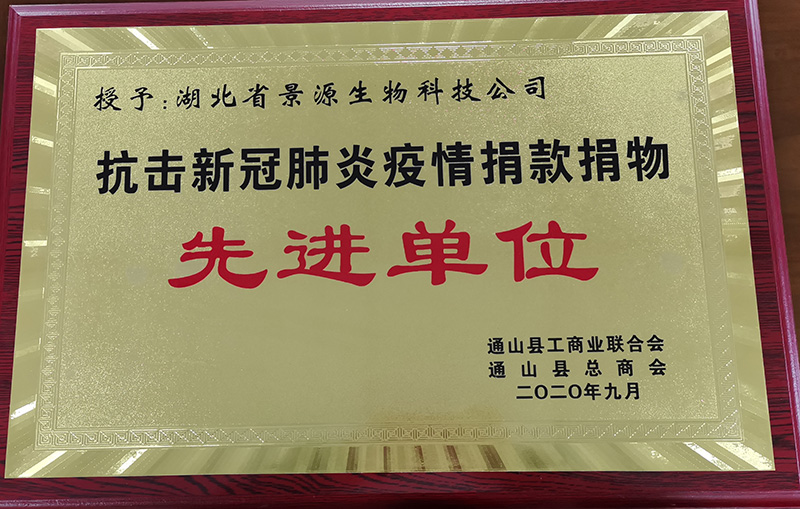 授予:湖北省景源生物科技公司
抗击新冠肺炎疫情捐款捐物
先进单位
通山县工商业联合会
通山县总商会
二〇二〇年九月